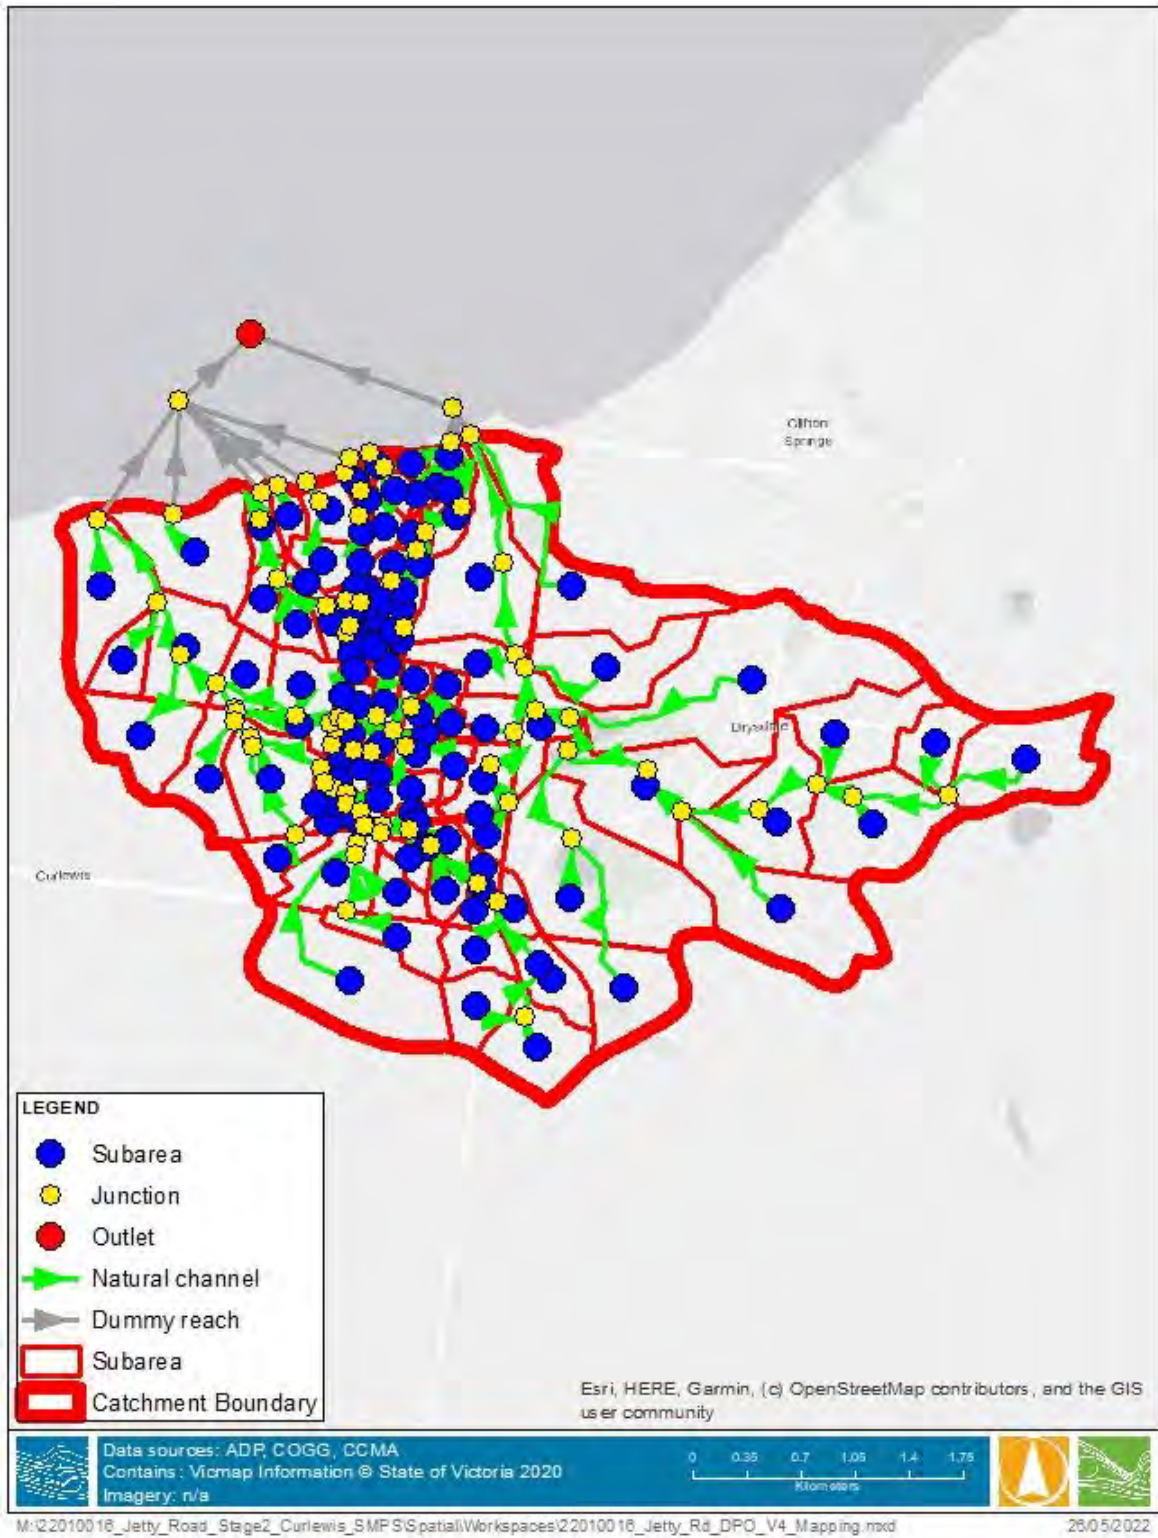 Clifton
Springs
Drysdale
Curlewis
LEGEND
Subarea
Junction
Outlet
Natural channel
Dummy reach
Subarea
Catchment Boundary
Esri, HERE, Garmin, (c) OpenStreetMap contributors, and the GIS
user community
Data sources: ADP, COGG, CCMA
Contains: Vicmap Information © State of Victoria 2020
Imagery: n/a
0 0.35 0.7 1.05 1.4 1.75
Kilometers
M:\22010016_Jetty_Road_Stage2_Curlewis_SMPS\Spatial\Workspaces\22010016_Jetty_Rd_DPO_V4_Mapping.mxd
26/05/2022